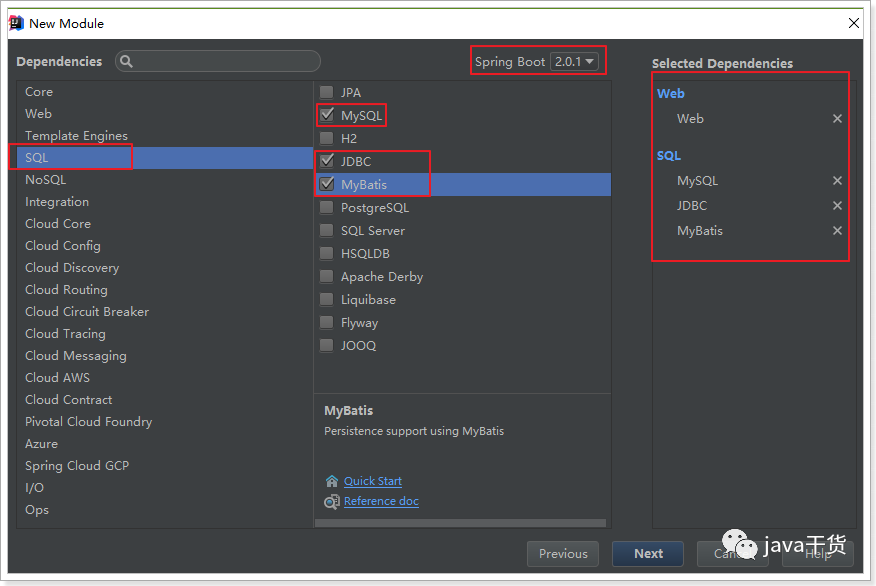 New Module
Dependencies
Spring Boot 2.0.1
Selected Dependencies
Core
Web
Template Engines
SQL
NoSQL
Integration
Cloud Core
Cloud Config
Cloud Discovery
Cloud Routing
Cloud Circuit Breaker
Cloud Tracing
Cloud Messaging
Cloud AWS
Cloud Contract
Pivotal Cloud Foundry
Azure
Spring Cloud GCP
I/O
Ops
JPA
MySQL
H2
JDBC
MyBatis
PostgreSQL
SQL Server
HSQLDB
Apache Derby
Liquibase
Flyway
JOOQ
MyBatis
Persistence support using MyBatis
Quick Start
Reference doc
Web
Web
SQL
MySQL
JDBC
MyBatis
Previous
Next
Help
java干货